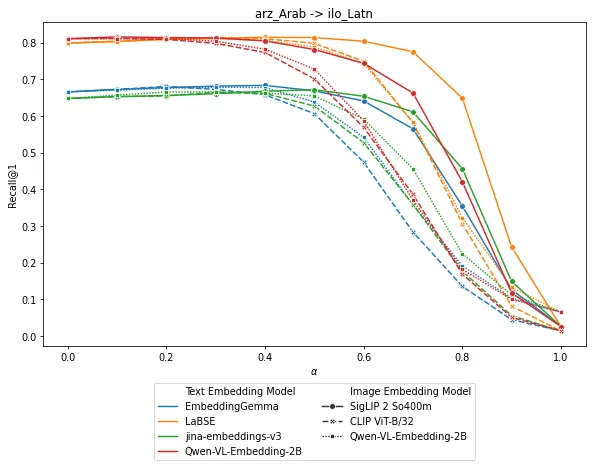 arz_Arab -> ilo_Latn
Recall@1
0.8
0.7
0.6
0.5
0.4
0.3
0.2
0.1
0.0
0.0 0.2 0.4 0.6 0.8 1.0
α
Text Embedding Model Image Embedding Model
EmbeddingGemma SigLIP 2 So400m
LaBSE CLIP ViT-B/32
jina-embeddings-v3 Qwen-VL-Embedding-2B
Qwen-VL-Embedding-2B